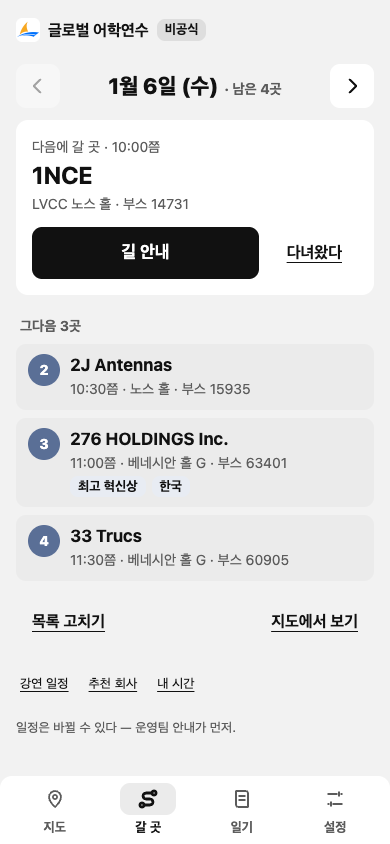 글로벌 어학연수 비공식
1월 6일 (수) · 남은 4곳
다음에 갈 곳 · 10:00쯤
1NCE
LVCC 노스 홀 · 부스 14731
길 안내
다녀왔다
그다음 3곳
2
2J Antennas
10:30쯤 · 노스 홀 · 부스 15935
3
276 HOLDINGS Inc.
11:00쯤 · 베네시안 홀 G · 부스 63401
최고 혁신상 한국
4
33 Trucs
11:30쯤 · 베네시안 홀 G · 부스 60905
목록 고치기
지도에서 보기
강연 일정 추천 회사 내 시간
일정은 바뀔 수 있다 — 운영팀 안내가 먼저.
지도 갈 곳 일기 설정